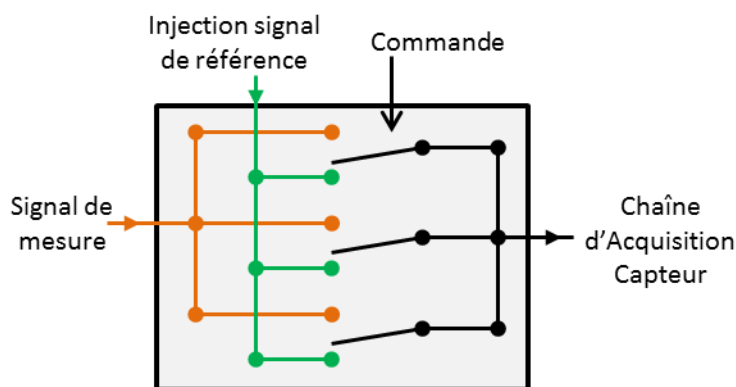 Injection signal
de référence
Commande
Signal de
mesure
Chaîne
d'Acquisition
Capteur